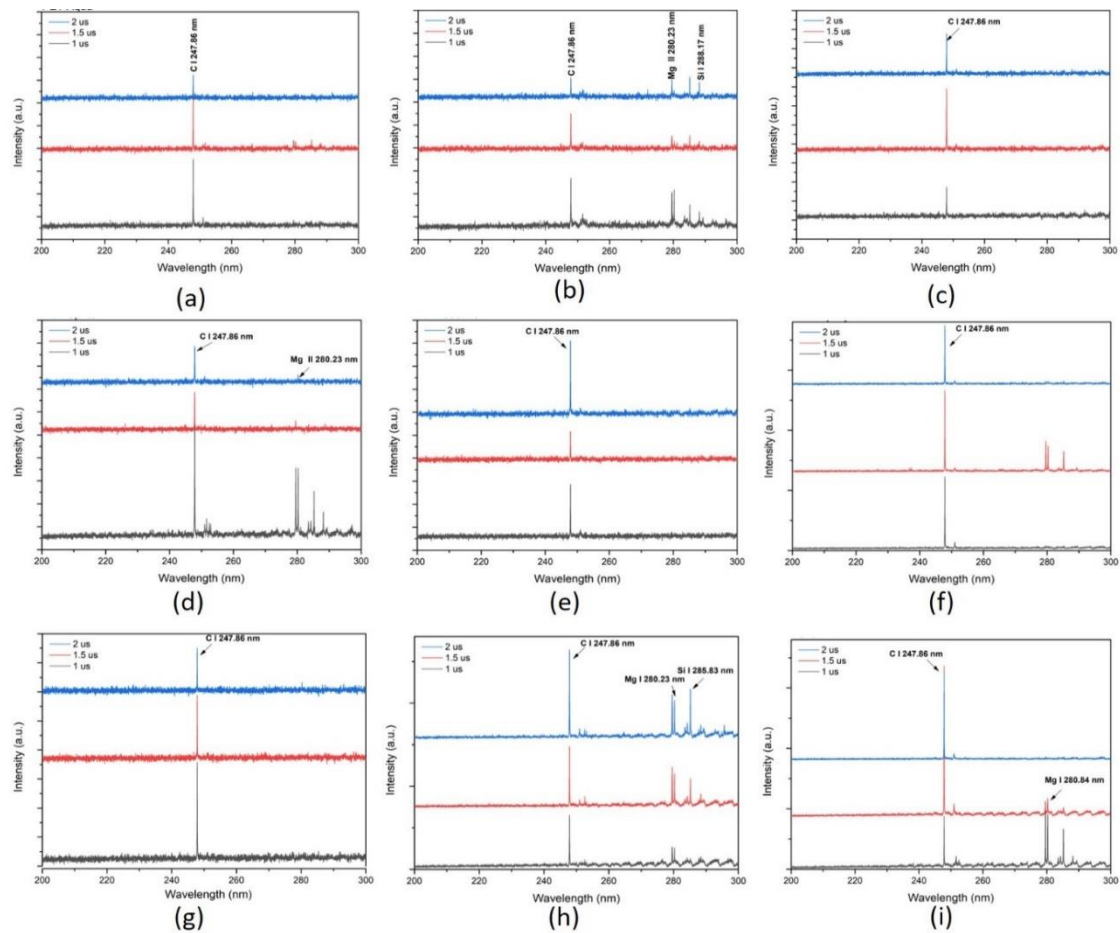 2 us
1.5 us
1 us
C I 247.86 nm
Intensity (a.u.)
200 220 240 260 280 300
Wavelength (nm)
(a)
2 us
1.5 us
1 us
C I 247.86 nm
Mg II 280.23 nm
Si I 288.17 nm
Intensity (a.u.)
200 220 240 260 280 300
Wavelength (nm)
(b)
2 us
1.5 us
1 us
C I 247.86 nm
Intensity (a.u.)
200 220 240 260 280 300
Wavelength (nm)
(c)
2 us
1.5 us
1 us
C I 247.86 nm
Mg II 280.23 nm
Intensity (a.u.)
200 220 240 260 280 300
Wavelength (nm)
(d)
2 us
1.5 us
1 us
C I 247.86 nm
Intensity (a.u.)
200 220 240 260 280 300
Wavelength (nm)
(e)
2 us
1.5 us
1 us
C I 247.86 nm
Intensity (a.u.)
200 220 240 260 280 300
Wavelength (nm)
(f)
2 us
1.5 us
1 us
C I 247.86 nm
Intensity (a.u.)
200 220 240 260 280 300
Wavelength (nm)
(g)
2 us
1.5 us
1 us
C I 247.86 nm
Mg I 280.23 nm
Si I 285.83 nm
Intensity (a.u.)
200 220 240 260 280 300
Wavelength (nm)
(h)
2 us
1.5 us
1 us
C I 247.86 nm
Mg I 280.84 nm
Intensity (a.u.)
200 220 240 260 280 300
Wavelength (nm)
(i)